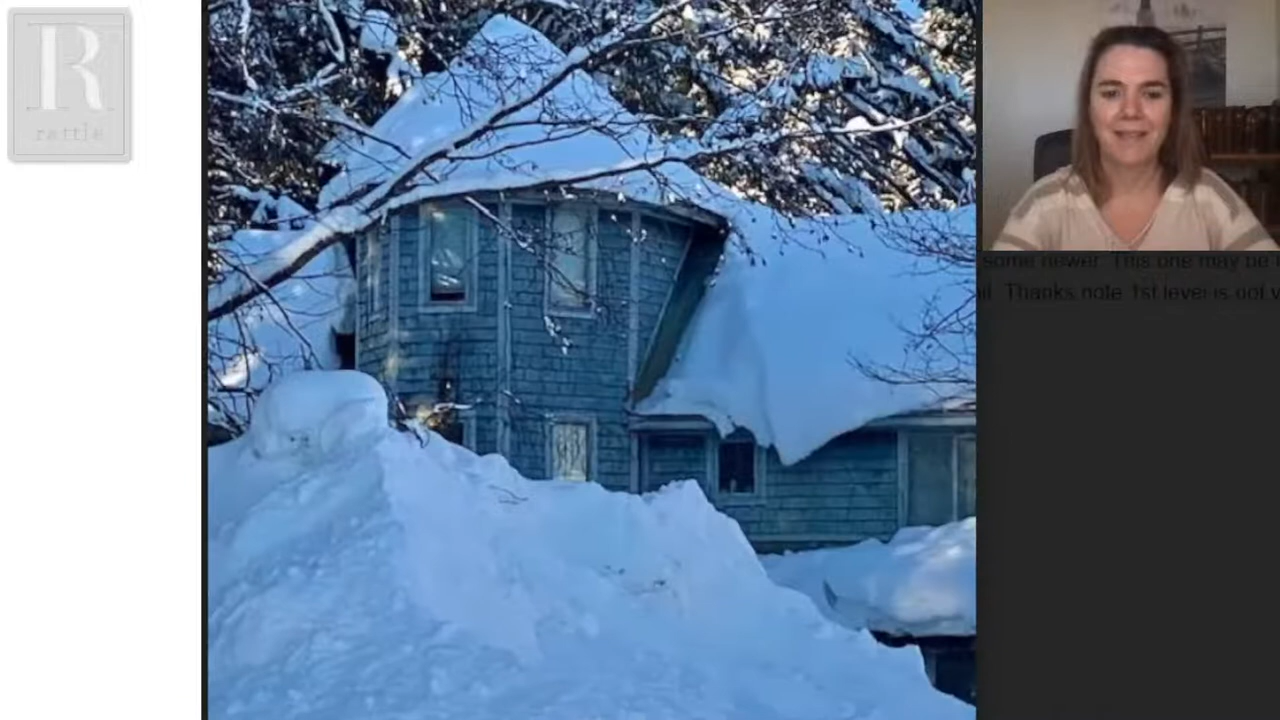 R
rattle
some newer. This one may be
Thanks note 1st level is not